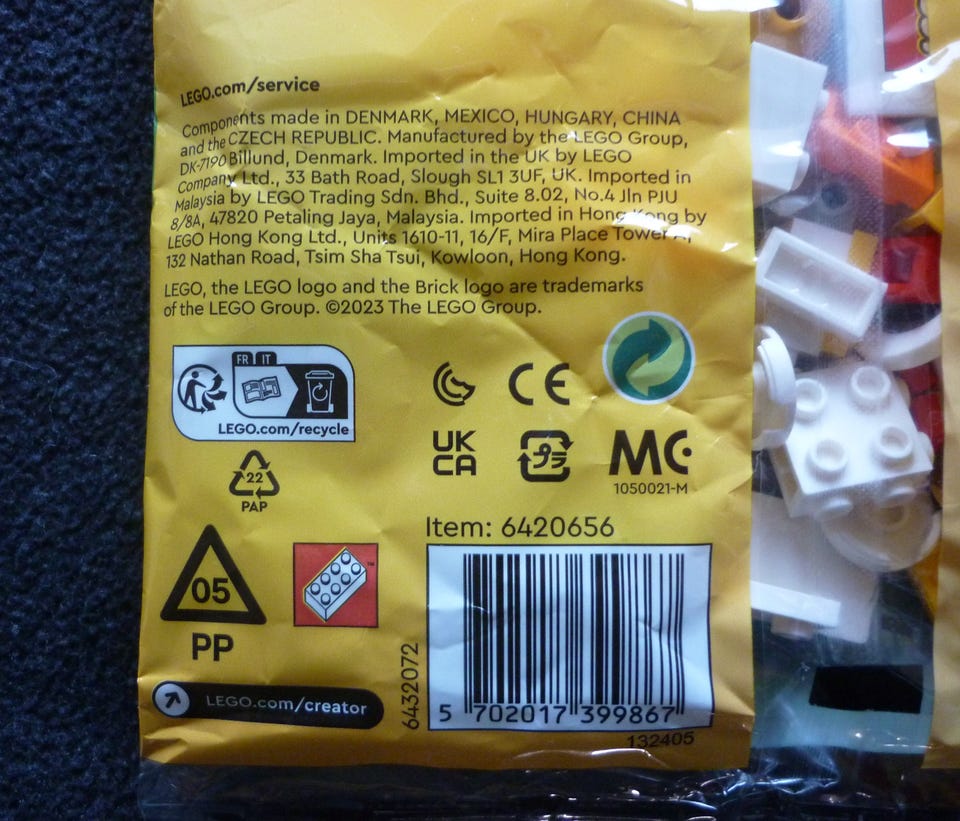 LEGO.com/service
Components made in DENMARK, MEXICO, HUNGARY, CHINA
and the CZECH REPUBLIC. Manufactured by the LEGO Group,
DK-7190 Billund, Denmark. Imported in the UK by LEGO
Company Ltd., 33 Bath Road, Slough SL1 3UF, UK. Imported in
Malaysia by LEGO Trading Sdn. Bhd., Suite 8.02, No.4 Jln PJU
8/8A, 47820 Petaling Jaya, Malaysia. Imported in Hong Kong by
LEGO Hong Kong Ltd., Units 1610-11, 16/F, Mira Place Tower A,
132 Nathan Road, Tsim Sha Tsui, Kowloon, Hong Kong.
LEGO, the LEGO logo and the Brick logo are trademarks
of the LEGO Group. ©2023 The LEGO Group.
FR IT
LEGO.com/recycle
CE
22
PAP
UK
CA
プラ
MC
1050021-M
Item: 6420656
05
PP
TM
LEGO.com/creator
6432072
5 702017 399867
132405